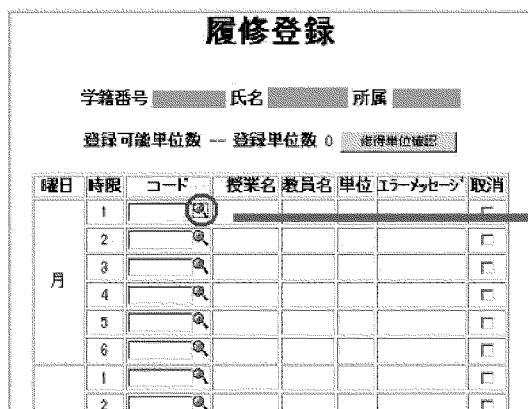 履修登録
学籍番号 氏名 所属
登録可能単位数 -- 登録単位数 0 修得単位確認
曜日 時限 コード 授業名 教員名 単位 エラーメッセージ 取消
月
1
2
3
4
5
6
1
2